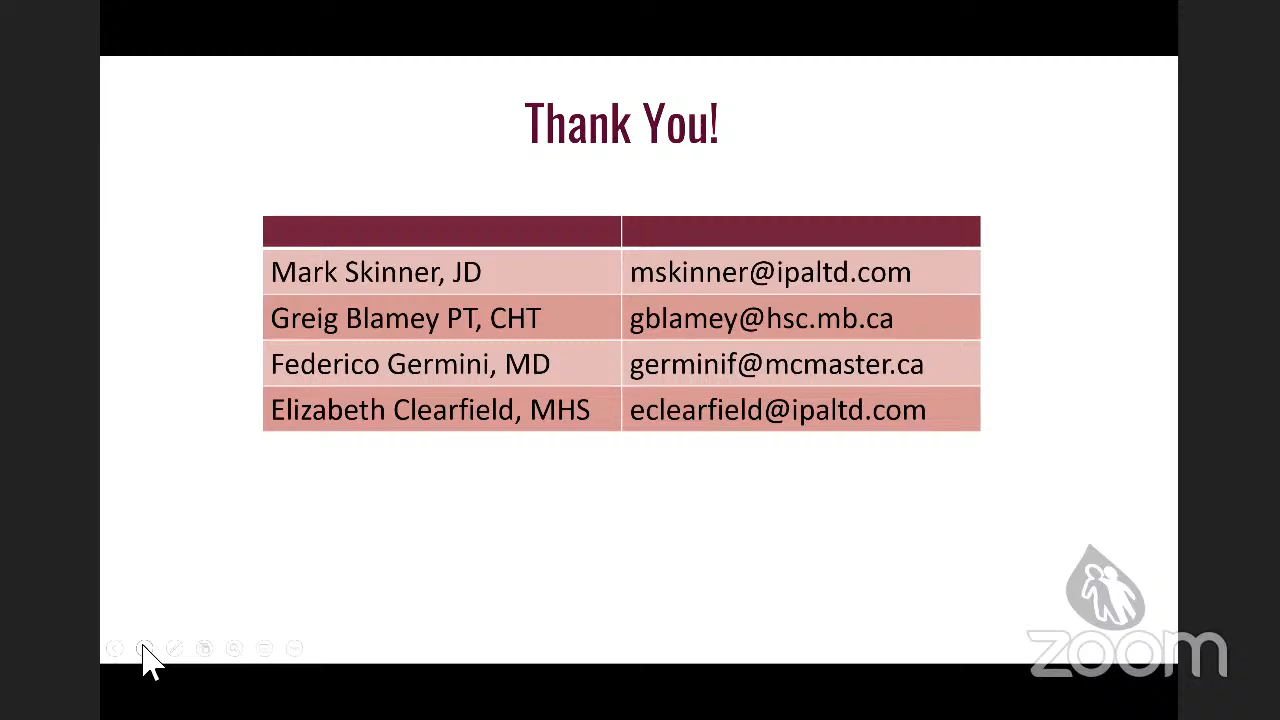 Thank You!
Mark Skinner, JD mskinner@ipaltd.com
Greig Blamey PT, CHT gblamey@hsc.mb.ca
Federico Germini, MD germinif@mcmaster.ca
Elizabeth Clearfield, MHS eclearfield@ipaltd.com
zoom